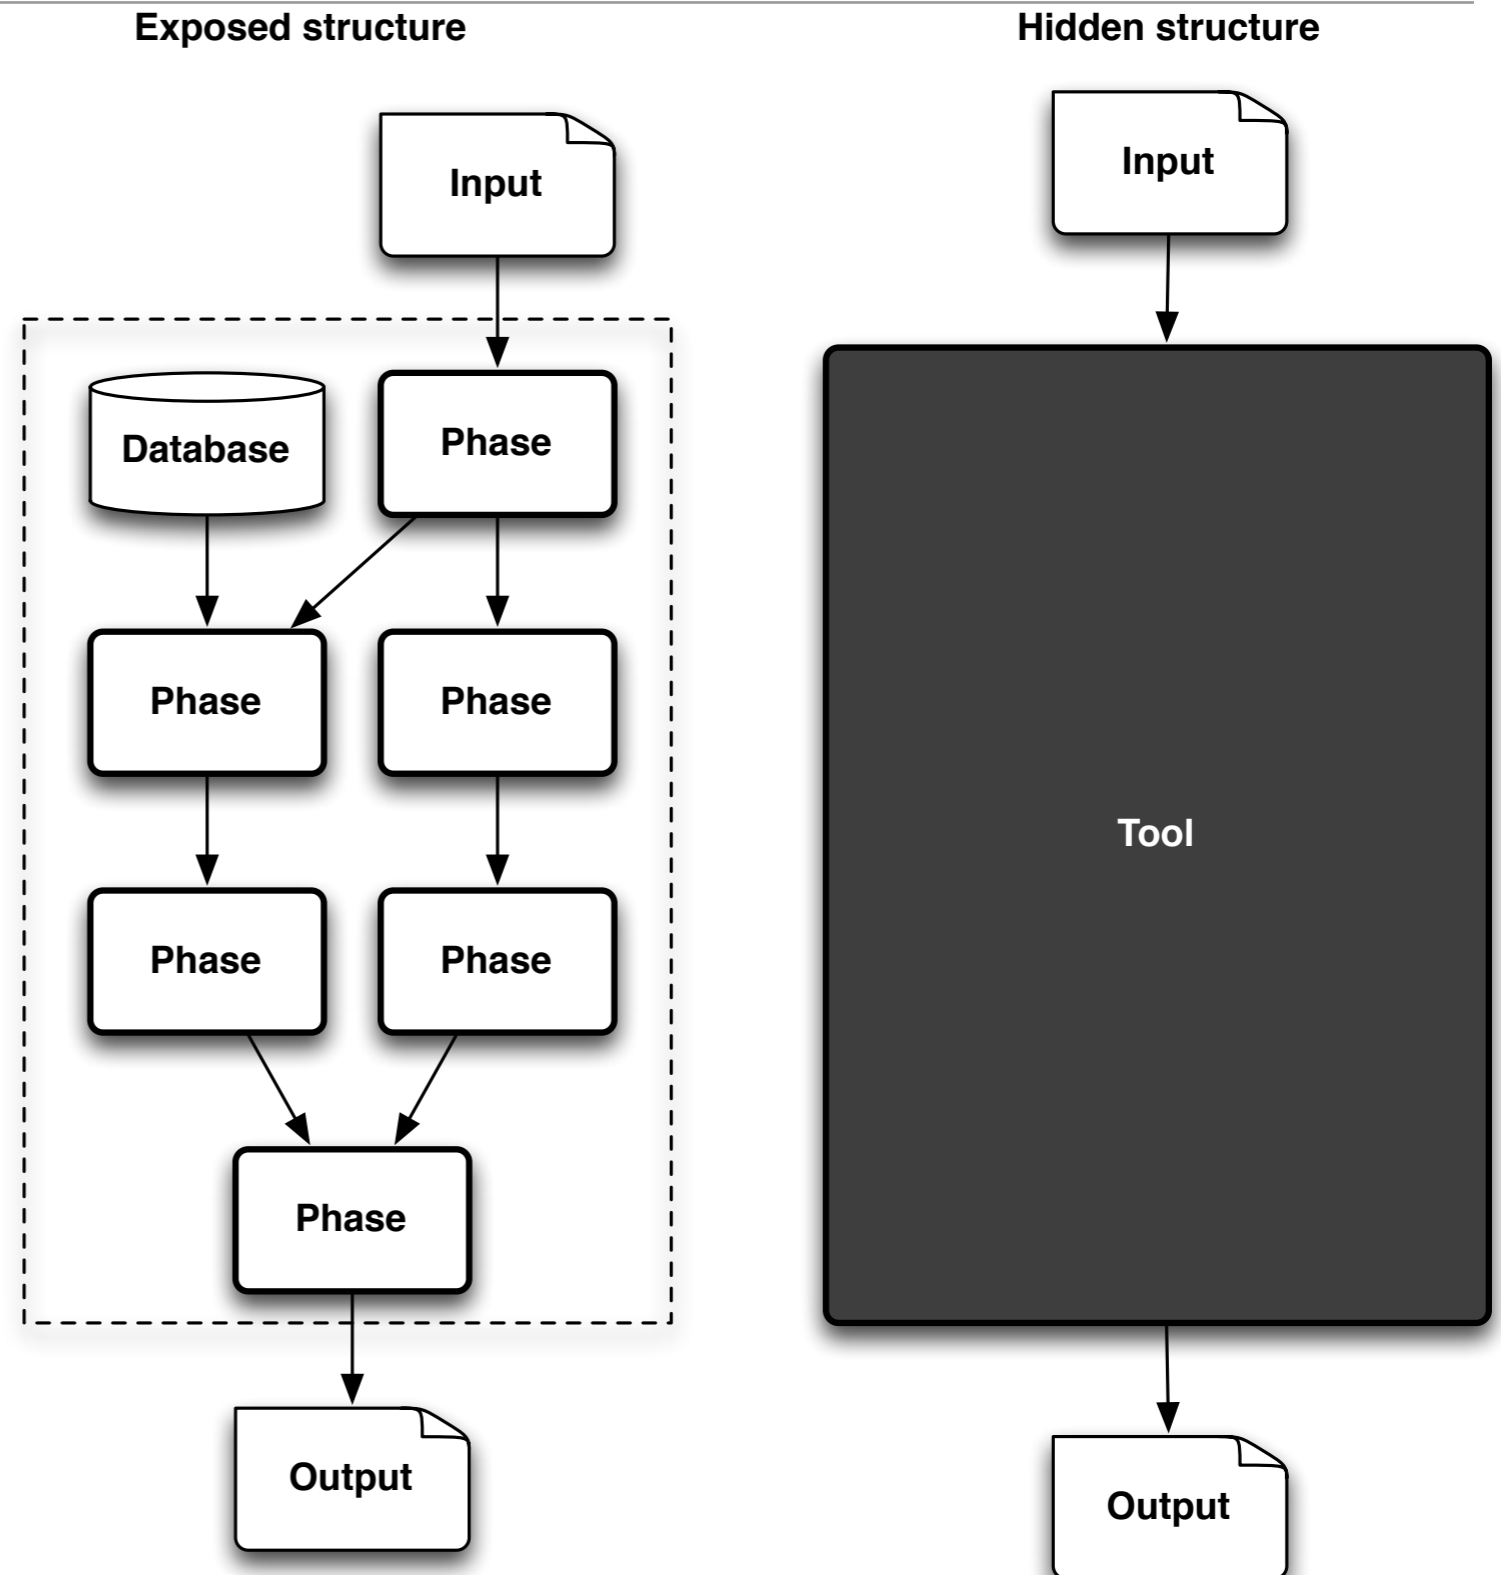 Exposed structure
Hidden structure
Input
Input
Database
Phase
Phase
Phase
Tool
Phase
Phase
Phase
Output
Output